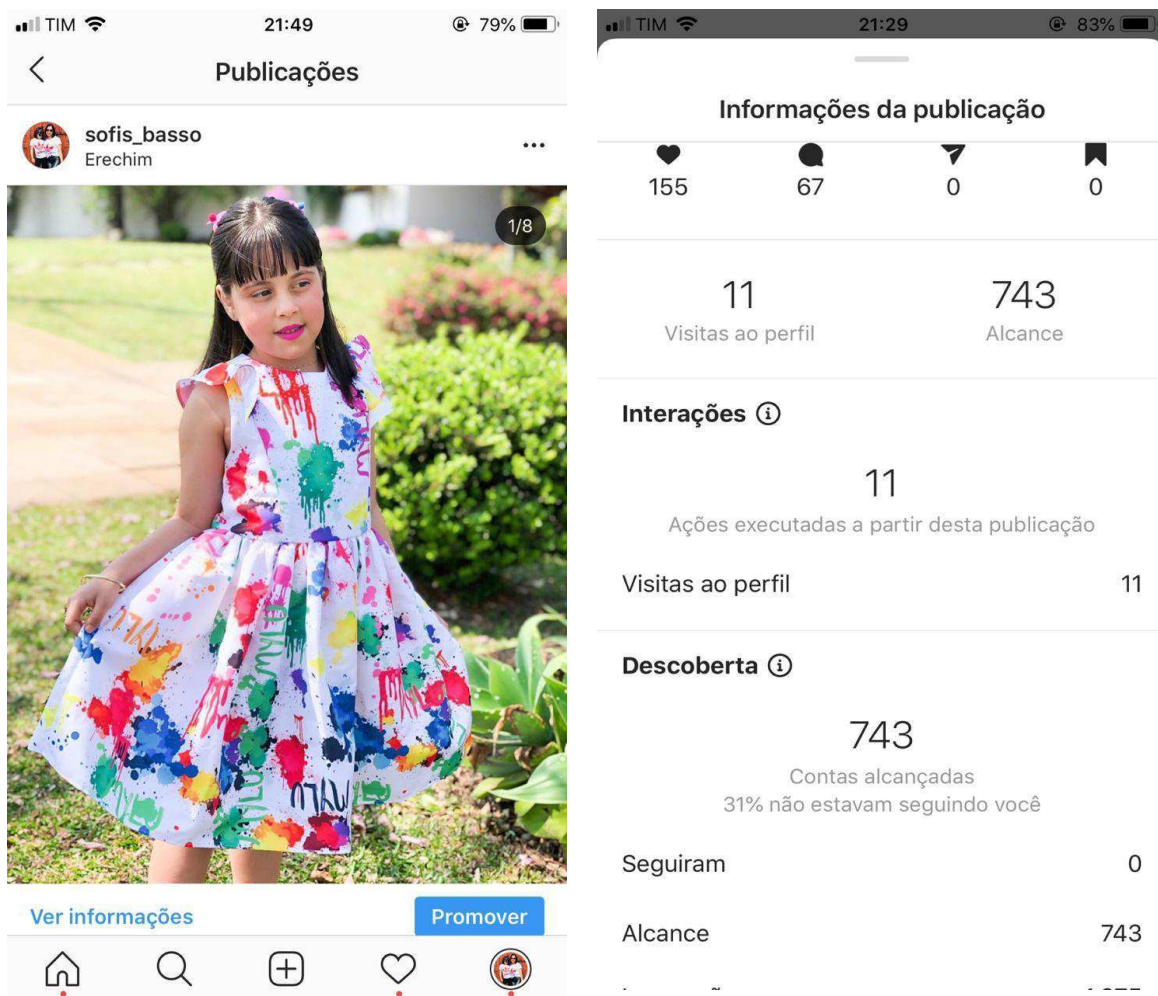 TIM 21:49 79%
Publicações
sofis_basso
Erechim
1/8
Ver informações
Promover
TIM 21:29 83%
Informações da publicação
155 67 0 0
11 743
Visitas ao perfil Alcance
Interações
11
Ações executadas a partir desta publicação
Visitas ao perfil 11
Descoberta
743
Contas alcançadas
31% não estavam seguindo você
Seguiram 0
Alcance 743